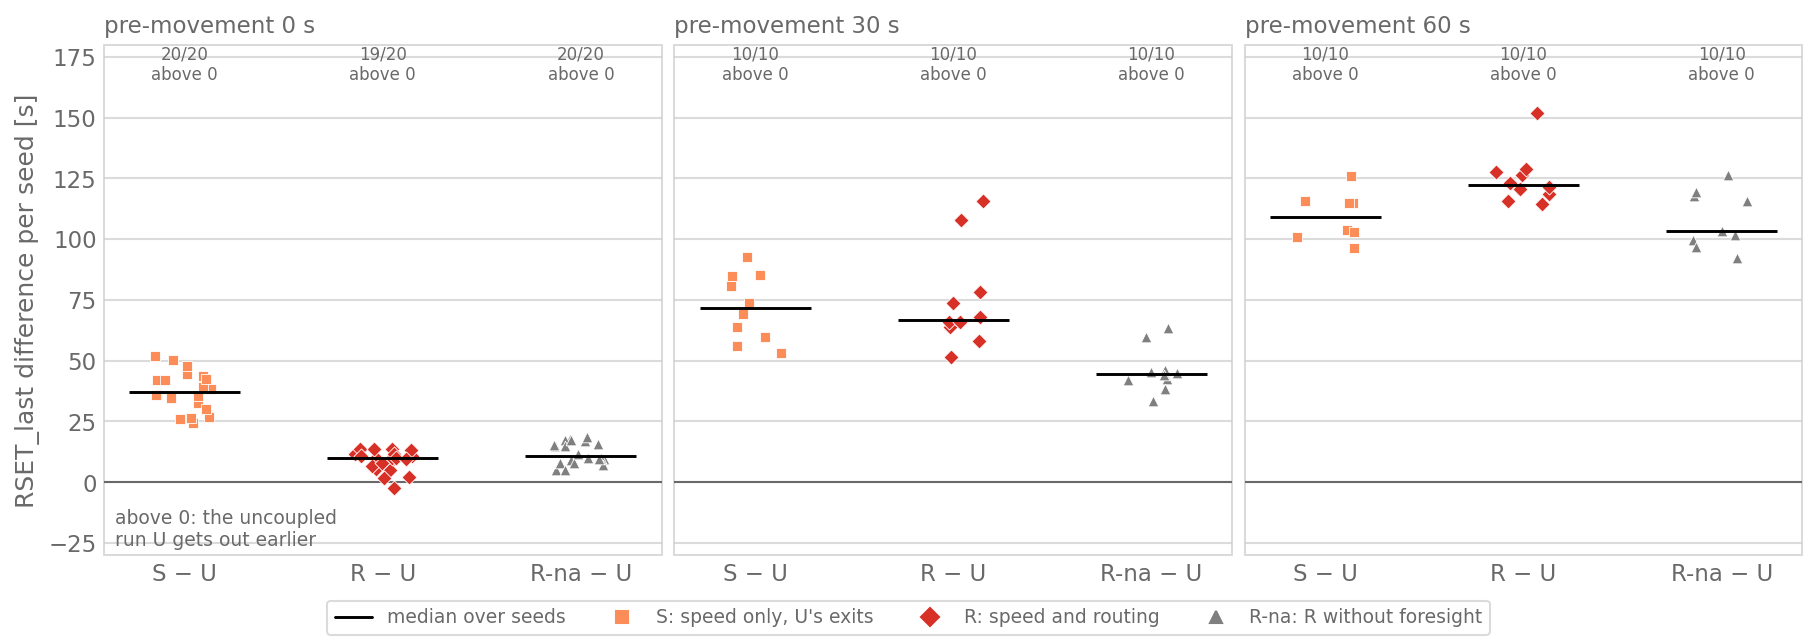 pre-movement 0 s
pre-movement 30 s
pre-movement 60 s
RSET_last difference per seed [s]
175
150
125
100
75
50
25
0
−25
20/20
above 0
19/20
above 0
20/20
above 0
10/10
above 0
10/10
above 0
10/10
above 0
10/10
above 0
10/10
above 0
10/10
above 0
above 0: the uncoupled
run U gets out earlier
S − U
R − U
R-na − U
S − U
R − U
R-na − U
S − U
R − U
R-na − U
median over seeds
S: speed only, U's exits
R: speed and routing
R-na: R without foresight